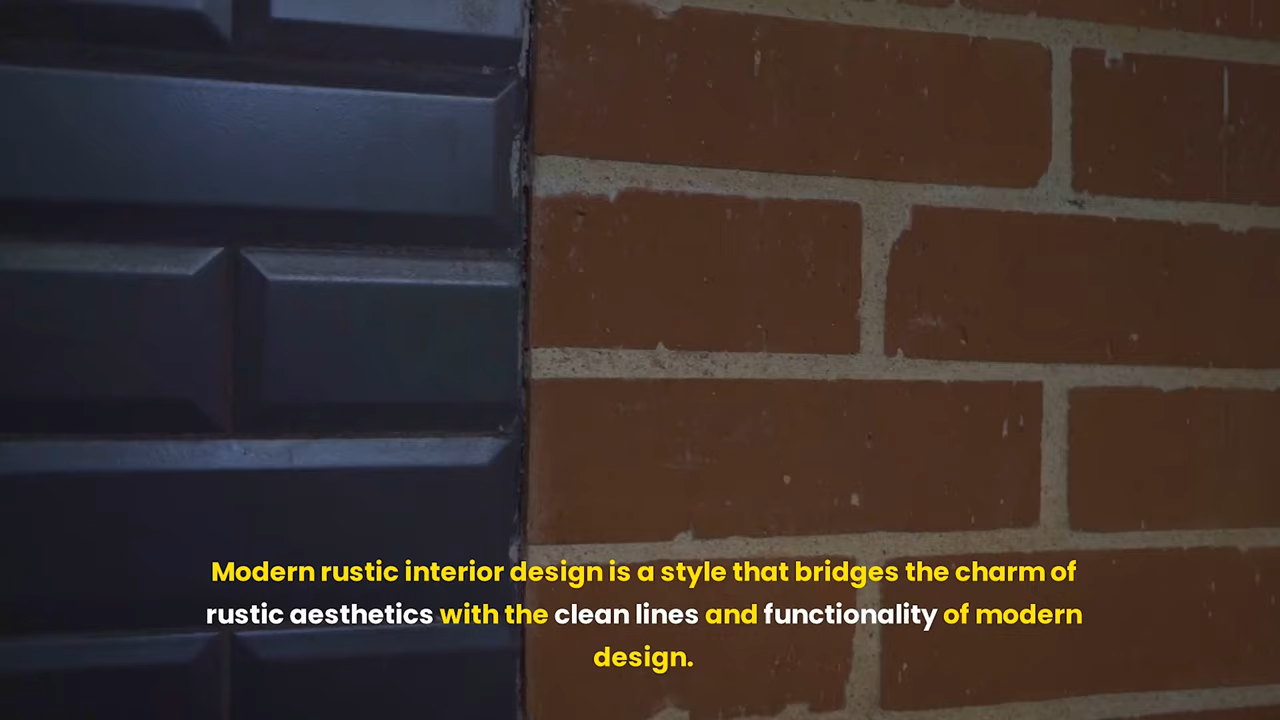 Modern rustic interior design is a style that bridges the charm of
rustic aesthetics with the clean lines and functionality of modern
design.